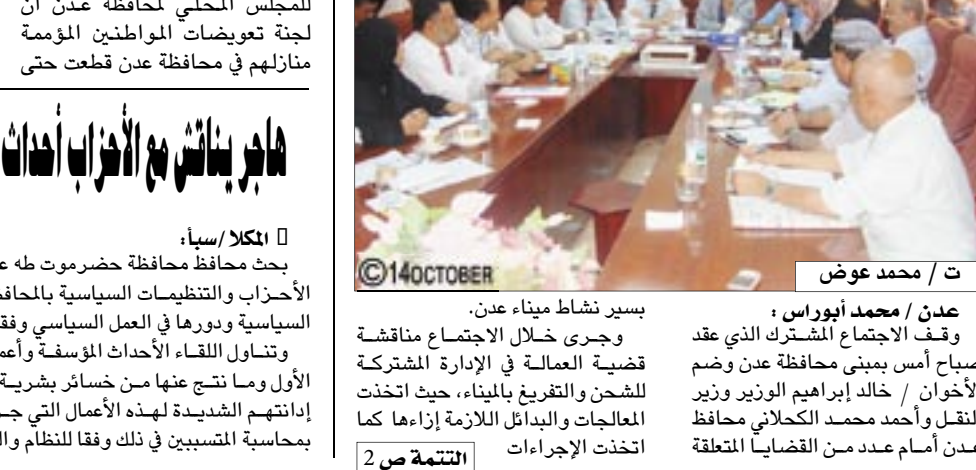 ©14OCTOBER
ت / محمد عوض
عدن / محمد أبوراس :
وقف الاجتماع المشترك الذي عقد
صباح أمس بمبنى محافظة عدن وضم
الأخوان / خالد إبراهيم الوزير وزير
النقل وأحمد محمد الكحلاني محافظ
عدن أمام عدد من القضايا المتعلقة
بسير نشاط ميناء عدن.
وجرى خلال الاجتماع مناقشة
قضية العمالة في الإدارة المشتركة
للشحن والتفريغ بالميناء، حيث اتخذت
المعالجات والبدائل اللازمة إزاءها كما
اتخذت الإجراءات
التتمة ص 2
للمجلس المحلي لمحافظة عدن أن
لجنة تعويضات المواطنين المؤممة
منازلهم في محافظة عدن قطعت حتى
هاجر يناقش مع الأحزاب أحداث
المكلا /سبأ:
بحث محافظ محافظة حضرموت طه
الأحزاب والتنظيمات السياسية
السياسية ودورها في العمل السياسي
وتناول اللقاء الأحداث المؤسفة
الأول وما نتج عنها من خسائر بشرية
إدانتهم الشديدة لهذه الأعمال التي
بمحاسبة المتسببين في ذلك وفقا للنظام